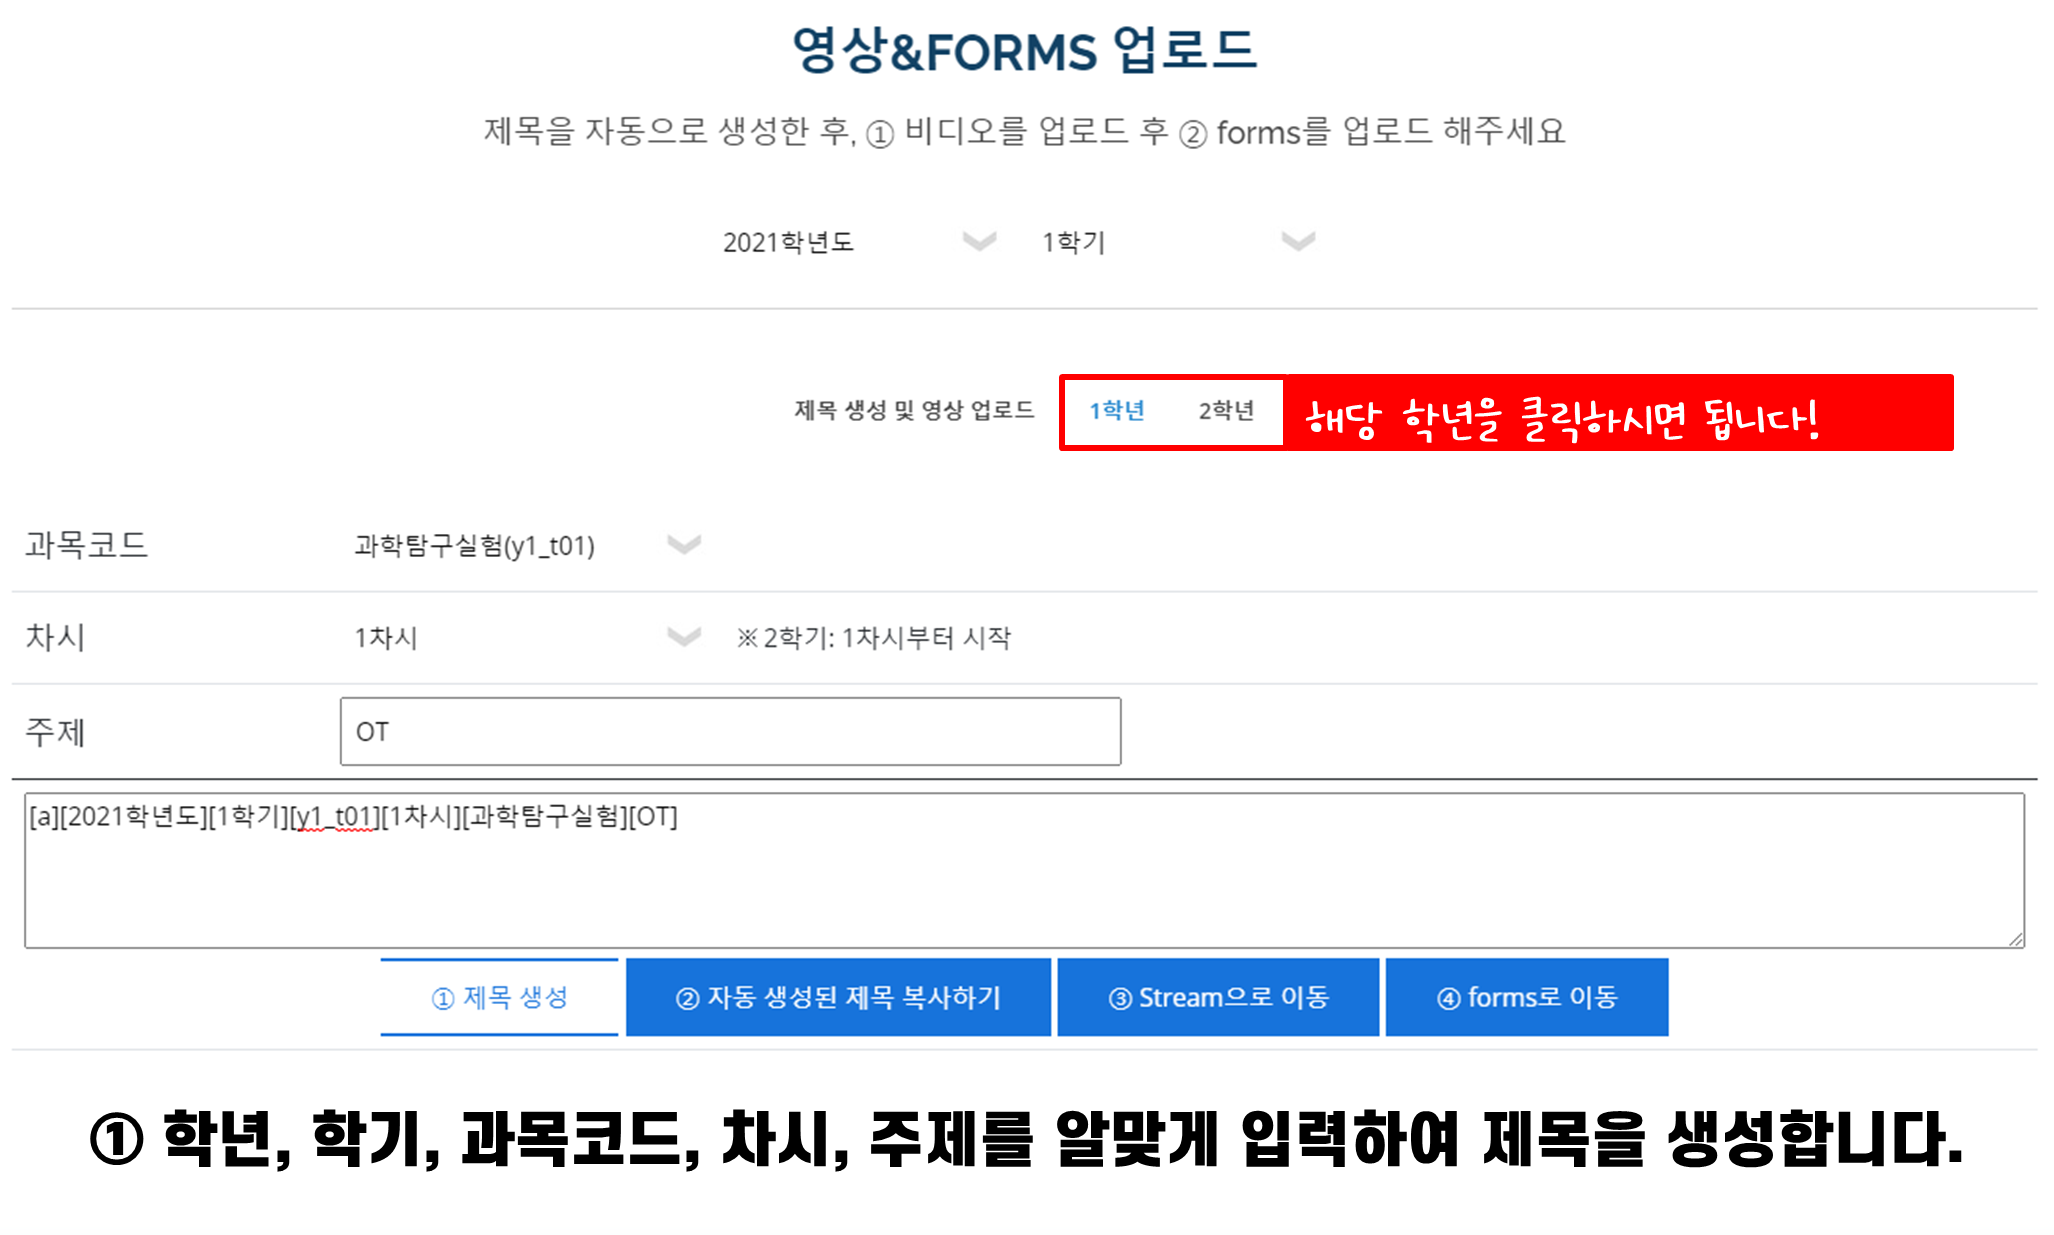 영상&FORMS 업로드
제목을 자동으로 생성한 후, ① 비디오를 업로드 후 ② forms를 업로드 해주세요
2021학년도 1학기
제목 생성 및 영상 업로드 1학년 2학년 해당 학년을 클릭하시면 됩니다!
과목코드 과학탐구실험(y1_t01)
차시 1차시 ※ 2학기: 1차시부터 시작
주제 OT
[a][2021학년도][1학기][y1_t01][1차시][과학탐구실험][OT]
① 제목 생성 ② 자동 생성된 제목 복사하기 ③ Stream으로 이동 ④ forms로 이동
① 학년, 학기, 과목코드, 차시, 주제를 알맞게 입력하여 제목을 생성합니다.